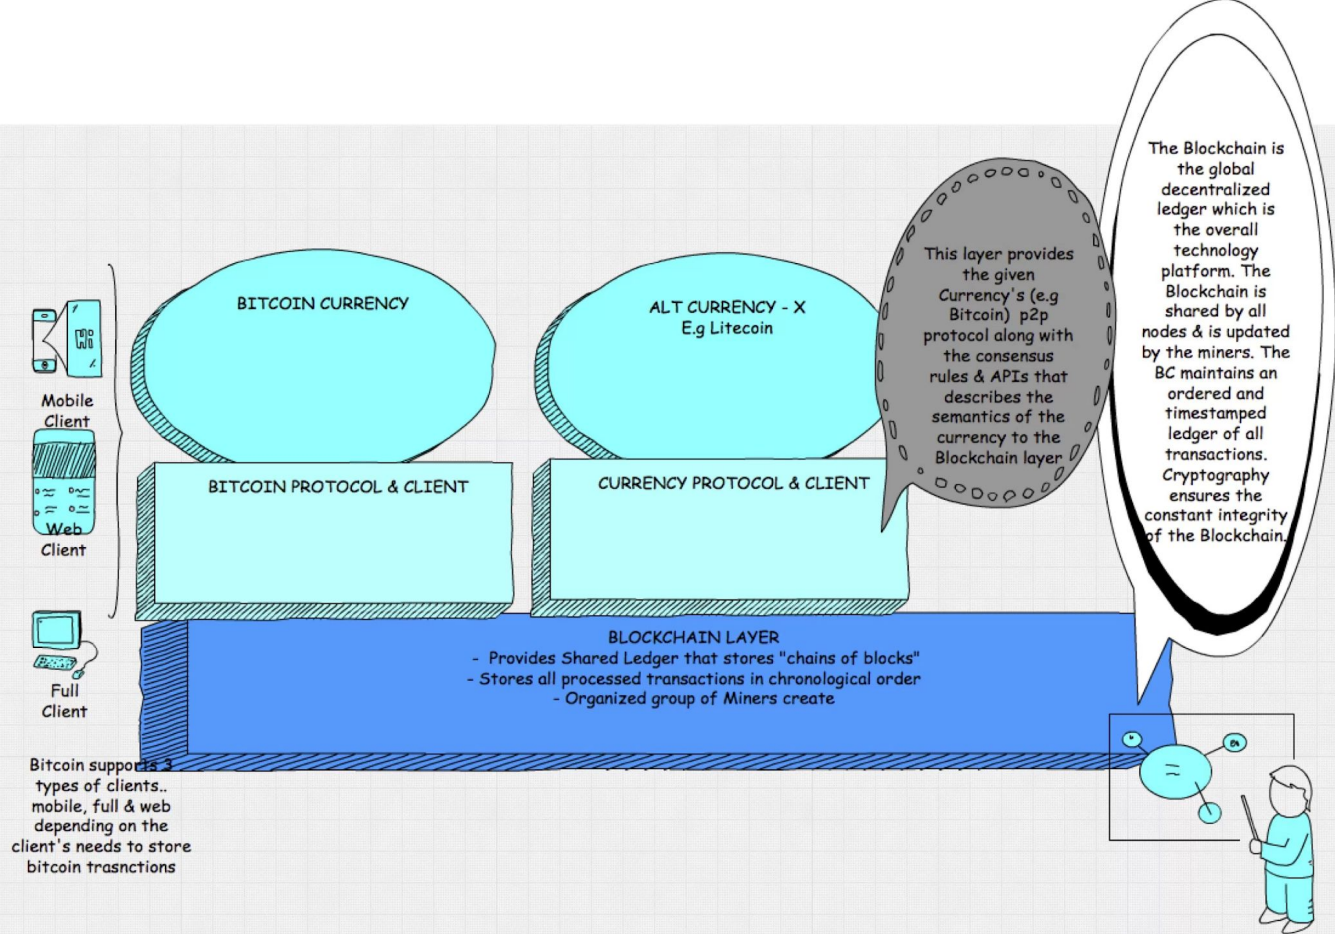 BITCOIN CURRENCY
ALT CURRENCY - X
E.g Litecoin
Hi
Mobile
Client
Web
Client
Full
Client
Bitcoin supports 3
types of clients..
mobile, full & web
depending on the
client's needs to store
bitcoin trasnctions
BITCOIN PROTOCOL & CLIENT
CURRENCY PROTOCOL & CLIENT
BLOCKCHAIN LAYER
- Provides Shared Ledger that stores "chains of blocks"
- Stores all processed transactions in chronological order
- Organized group of Miners create
This layer provides
the given
Currency's (e.g
Bitcoin) p2p
protocol along with
the consensus
rules & APIs that
describes the
semantics of the
currency to the
Blockchain layer
The Blockchain is
the global
decentralized
ledger which is
the overall
technology
platform. The
Blockchain is
shared by all
nodes & is updated
by the miners. The
BC maintains an
ordered and
timestamped
ledger of all
transactions.
Cryptography
ensures the
constant integrity
of the Blockchain.